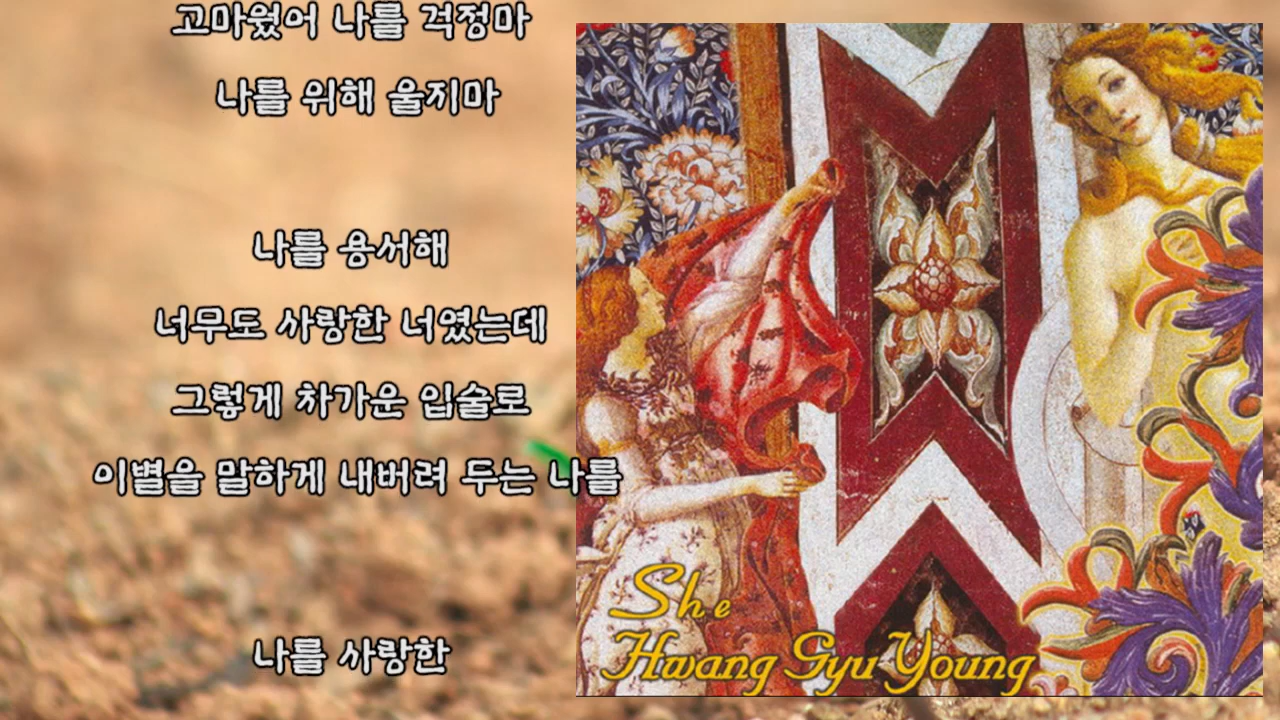 고마웠어 나를 걱정마
나를 위해 울지마
나를 용서해
너무도 사랑한 너였는데
그렇게 차가운 입술로
이별을 말하게 내버려 두는 나를
나를 사랑한
She
Hwang Gyu Young